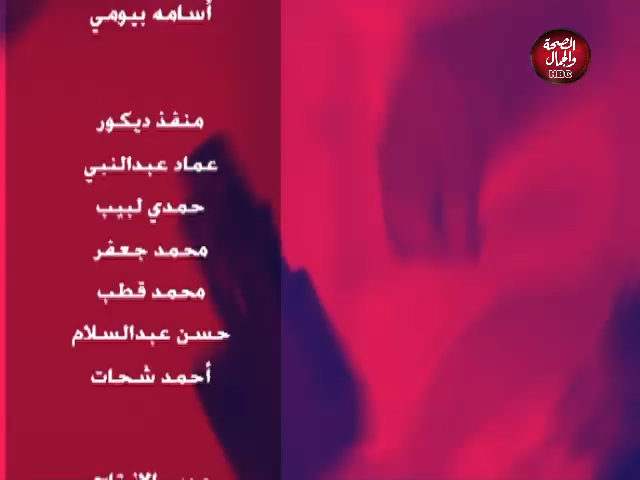 أسامه بيومي
الصحة
والجمال
HBC
منفذ ديكور
عماد عبدالنبي
حمدي لبيب
محمد جعفر
محمد قطب
حسن عبدالسلام
أحمد شحات